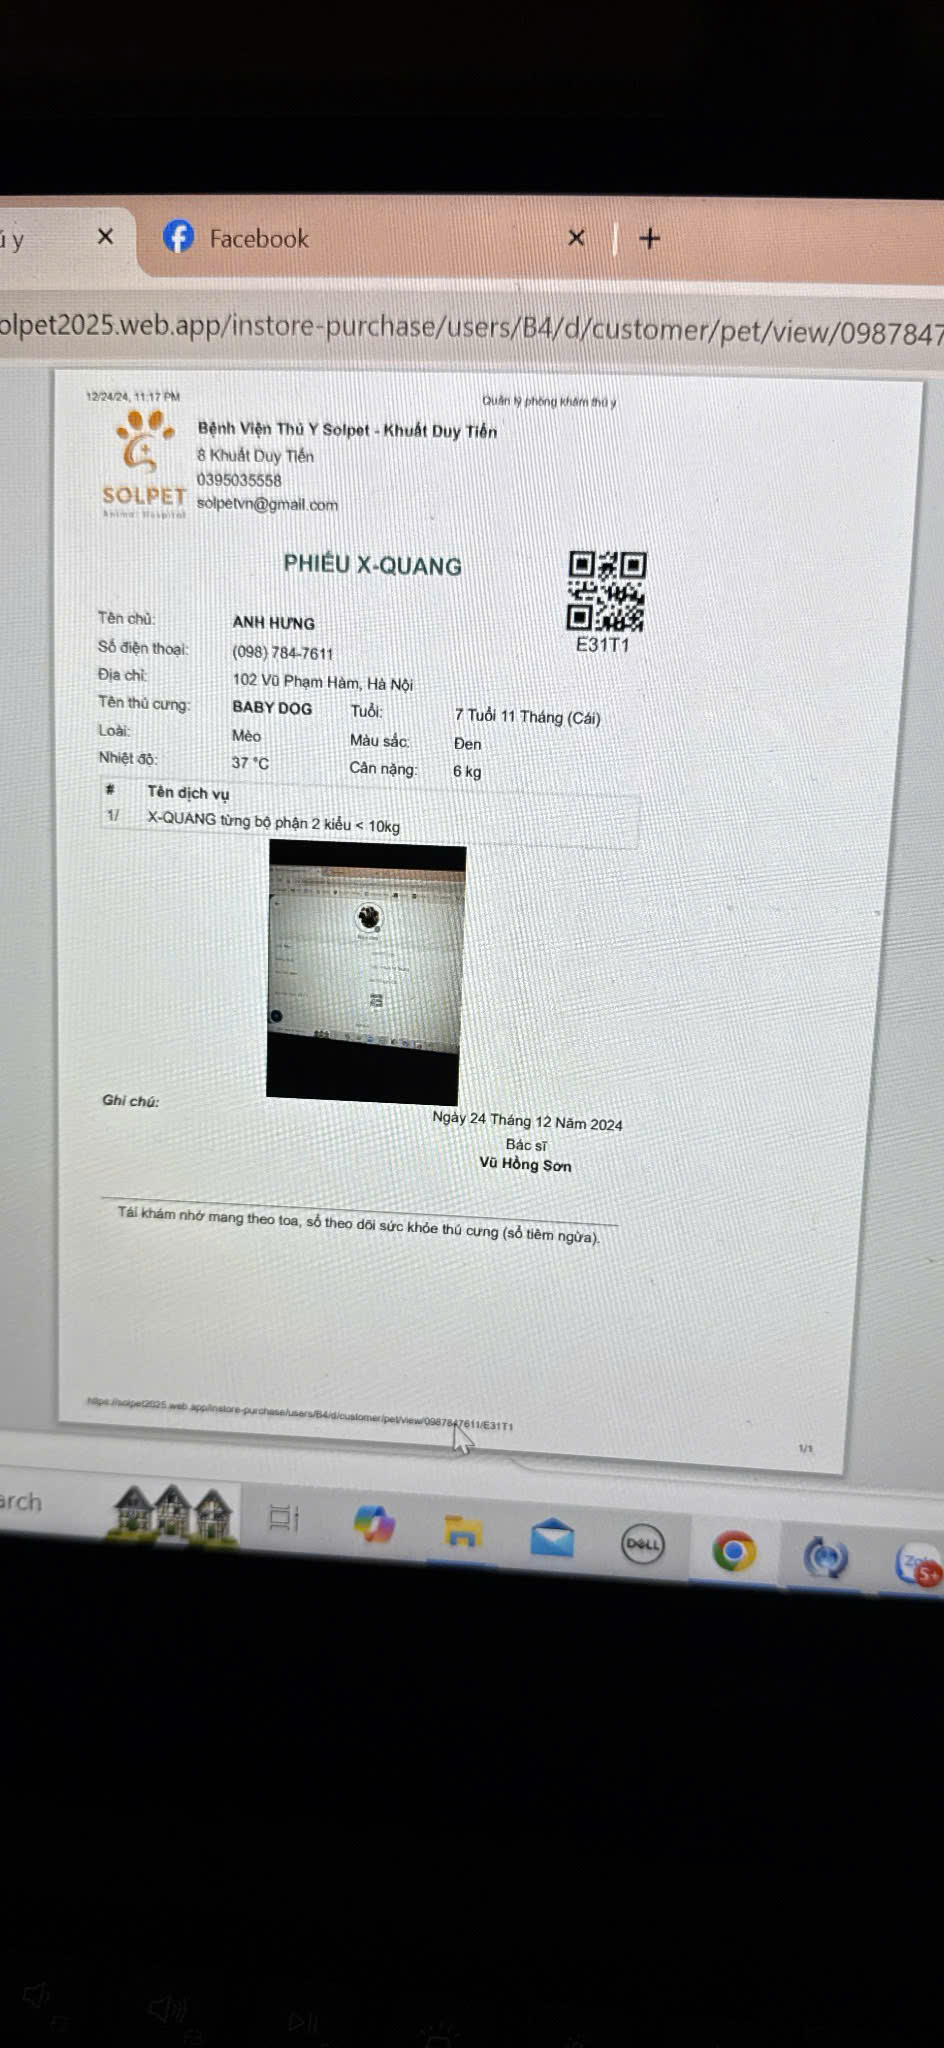 ú y
Facebook
olpet2025.web.app/instore-purchase/users/B4/d/customer/pet/view/0987847
12/24/24, 11:17 PM
Quản lý phòng khám thú y
Bệnh Viện Thú Y Solpet - Khuất Duy Tiến
8 Khuất Duy Tiến
0395035558
solpetvn@gmail.com
SOLPET
Animal Hospital
PHIẾU X-QUANG
E31T1
Tên chủ: ANH HƯNG
Số điện thoại: (098) 784-7611
Địa chỉ: 102 Vũ Phạm Hàm, Hà Nội
Tên thú cưng: BABY DOG Tuổi: 7 Tuổi 11 Tháng (Cái)
Loài: Mèo Màu sắc: Đen
Nhiệt độ: 37 °C Cân nặng: 6 kg
# Tên dịch vụ
1/ X-QUANG từng bộ phận 2 kiểu < 10kg
Ghi chú:
Ngày 24 Tháng 12 Năm 2024
Bác sĩ
Vũ Hồng Sơn
Tái khám nhớ mang theo toa, sổ theo dõi sức khỏe thú cưng (sổ tiêm ngừa).
https://solpet2025.web.app/instore-purchase/users/B4/d/customer/pet/view/0987847611/E31T1
1/1
arch
DELL
Zalo
5+